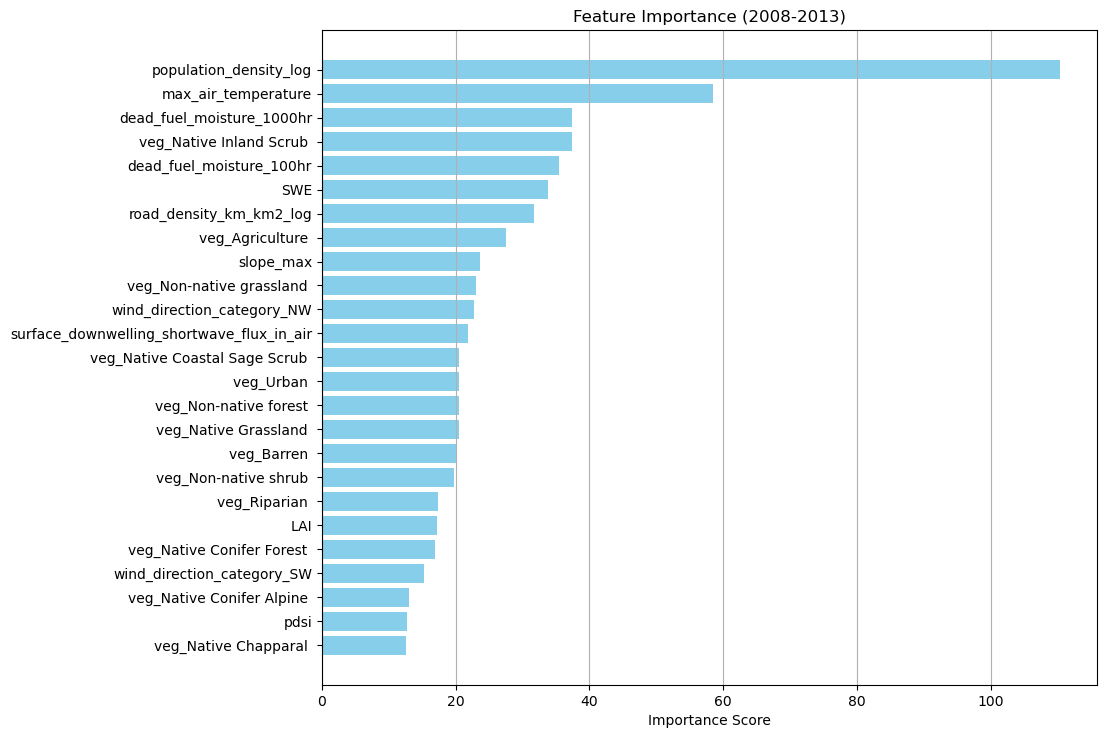 Feature Importance (2008-2013)
population_density_log
max_air_temperature
dead_fuel_moisture_1000hr
veg_Native Inland Scrub
dead_fuel_moisture_100hr
SWE
road_density_km_km2_log
veg_Agriculture
slope_max
veg_Non-native grassland
wind_direction_category_NW
surface_downwelling_shortwave_flux_in_air
veg_Native Coastal Sage Scrub
veg_Urban
veg_Non-native forest
veg_Native Grassland
veg_Barren
veg_Non-native shrub
veg_Riparian
LAI
veg_Native Conifer Forest
wind_direction_category_SW
veg_Native Conifer Alpine
pdsi
veg_Native Chapparal
0 20 40 60 80 100
Importance Score